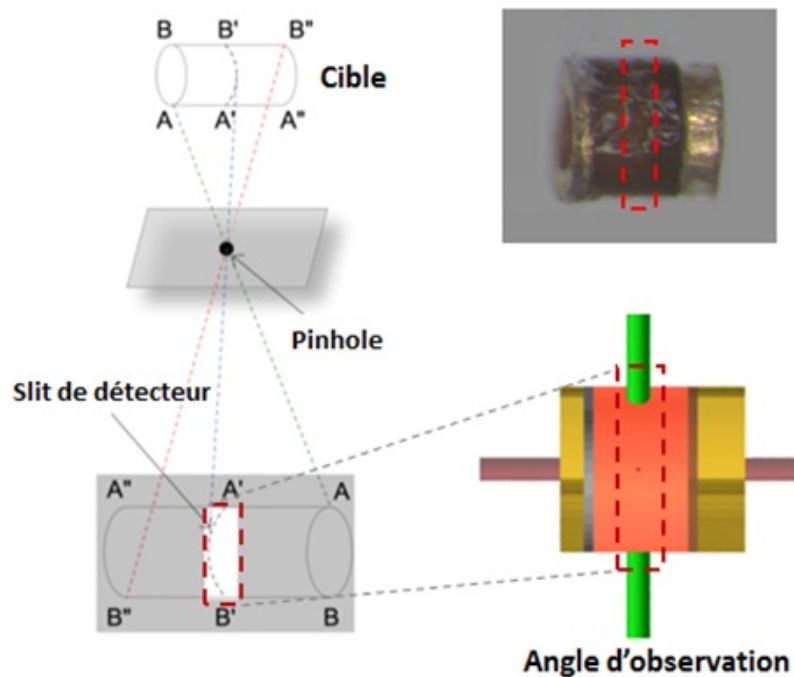 B B' B"
Cible
A A' A"
Pinhole
Slit de détecteur
A" A' A
B" B' B
Angle d'observation